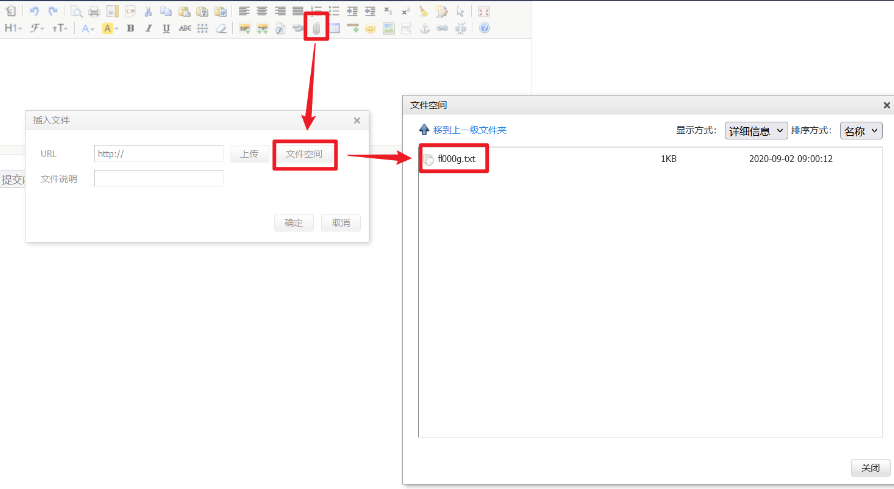 H1
F
тT
A
A
B
I
U
ABC
插入文件
URL
http://
上传
文件空间
文件说明
确定
取消
提交内
文件空间
移到上一级文件夹
显示方式：
详细信息
排序方式：
名称
fl000g.txt
1KB
2020-09-02 09:00:12
关闭